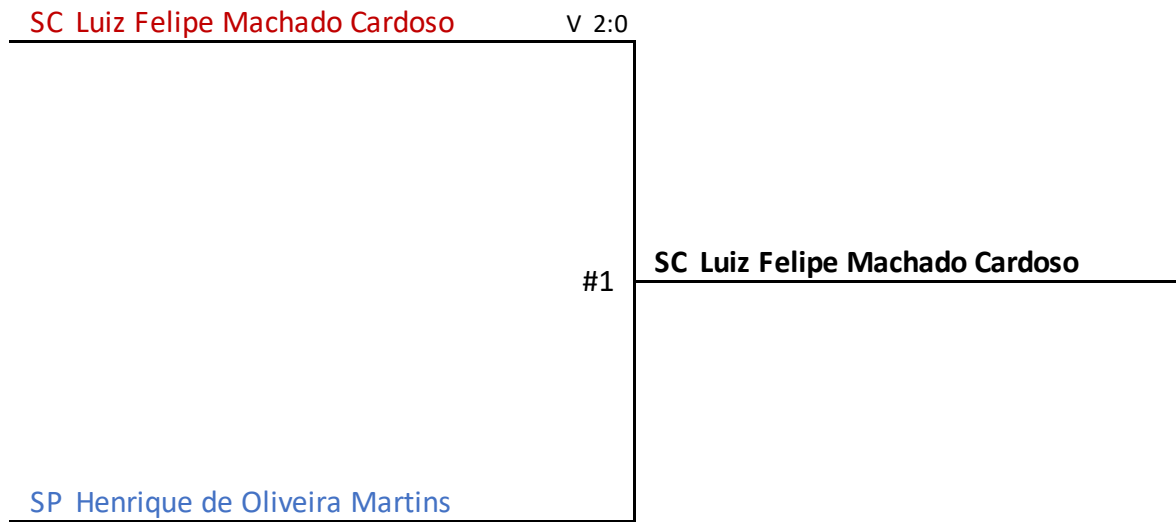 SC Luiz Felipe Machado Cardoso V 2:0
SC Luiz Felipe Machado Cardoso
#1
SP Henrique de Oliveira Martins